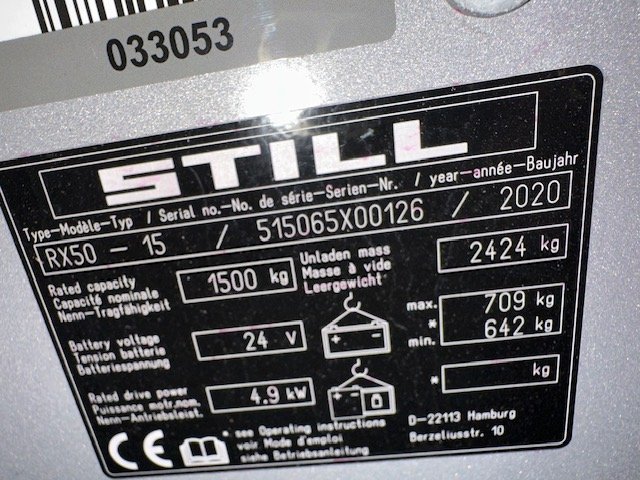 033053
STILL
Type-Modèle-Typ / Serial no.-No. de série-Serien-Nr. / year-année-Baujahr
RX50 - 15 / 515065X00126 / 2020
Rated capacity
Capacité nominale
Nenn-Tragfähigkeit
1500 kg
Unladen mass
Masse à vide
Leergewicht
2424 kg
Battery voltage
Tension batterie
Batteriespannung
24 V
max. 709 kg
*
min. 642 kg
Rated drive power
Puissance motr.nom.
Nenn-Antriebsleist.
4.9 kW
* kg
CE
* see Operating instructions
voir Mode d'emploi
siehe Betriebsanleitung
D-22113 Hamburg
Berzeliusstr. 10